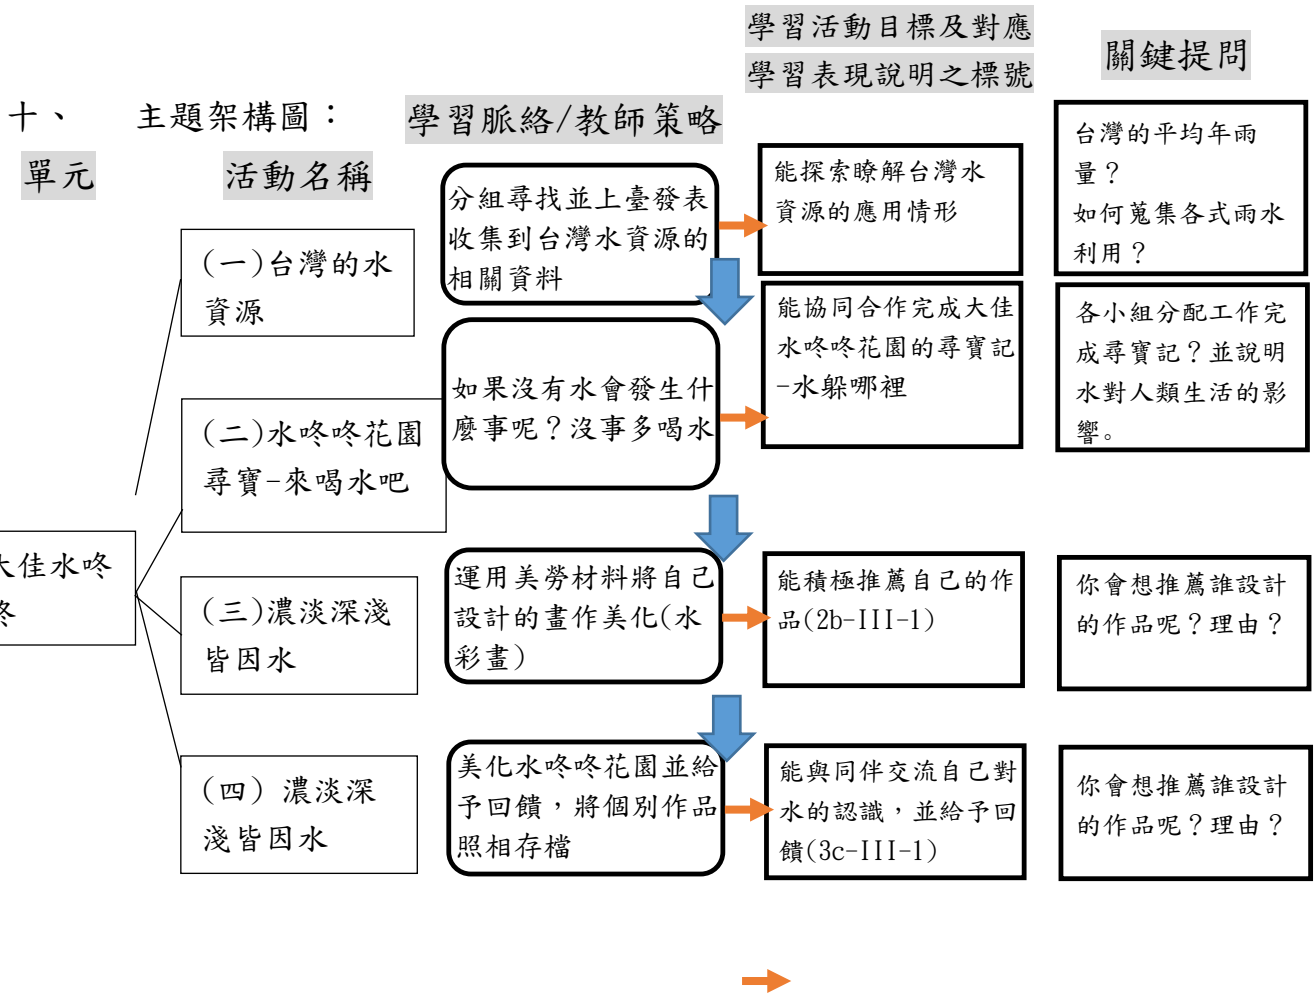 學習活動目標及對應
學習表現說明之標號
關鍵提問
十、 主題架構圖：
學習脈絡/教師策略
單元
活動名稱
(一)台灣的水
資源
分組尋找並上臺發表
收集到台灣水資源的
相關資料
能探索瞭解台灣水
資源的應用情形
台灣的平均年雨
量？
如何蒐集各式雨水
利用？
(二)水咚咚花園
尋寶-來喝水吧
如果沒有水會發生什
麼事呢？沒事多喝水
能協同合作完成大佳
水咚咚花園的尋寶記
-水躲哪裡
各小組分配工作完
成尋寶記？並說明
水對人類生活的影
響。
大佳水咚
咚
(三)濃淡深淺
皆因水
運用美勞材料將自己
設計的畫作美化(水
彩畫)
能積極推薦自己的作
品(2b-III-1)
你會想推薦誰設計
的作品呢？理由？
(四) 濃淡深
淺皆因水
美化水咚咚花園並給
予回饋，將個別作品
照相存檔
能與同伴交流自己對
水的認識，並給予回
饋(3c-III-1)
你會想推薦誰設計
的作品呢？理由？